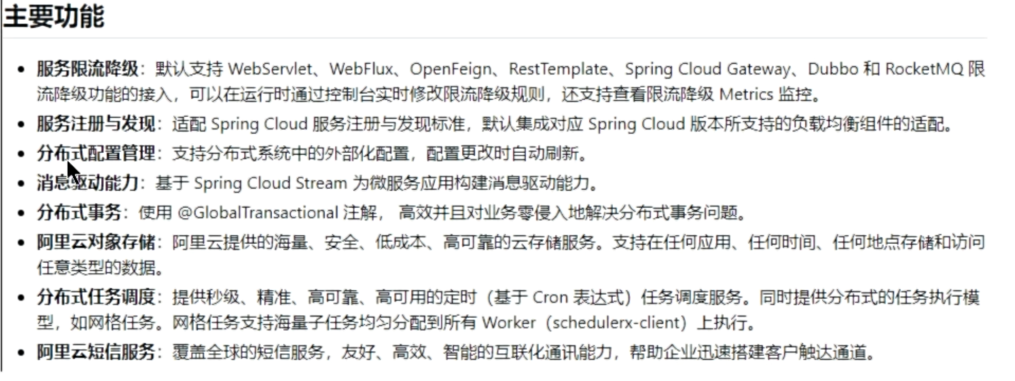 主要功能
服务限流降级：默认支持 WebServlet、WebFlux、OpenFeign、RestTemplate、Spring Cloud Gateway、Dubbo 和 RocketMQ 限
流降级功能的接入，可以在运行时通过控制台实时修改限流降级规则，还支持查看限流降级 Metrics 监控。
服务注册与发现：适配 Spring Cloud 服务注册与发现标准，默认集成对应 Spring Cloud 版本所支持的负载均衡组件的适配。
分布式配置管理：支持分布式系统中的外部化配置，配置更改时自动刷新。
消息驱动能力：基于 Spring Cloud Stream 为微服务应用构建消息驱动能力。
分布式事务：使用 @GlobalTransactional 注解， 高效并且对业务零侵入地解决分布式事务问题。
阿里云对象存储：阿里云提供的海量、安全、低成本、高可靠的云存储服务。支持在任何应用、任何时间、任何地点存储和访问
任意类型的数据。
分布式任务调度：提供秒级、精准、高可靠、高可用的定时（基于 Cron 表达式）任务调度服务。同时提供分布式的任务执行模
型，如网格任务。网格任务支持海量子任务均匀分配到所有 Worker（schedulerx-client）上执行。
阿里云短信服务：覆盖全球的短信服务，友好、高效、智能的互联化通讯能力，帮助企业迅速搭建客户触达通道。